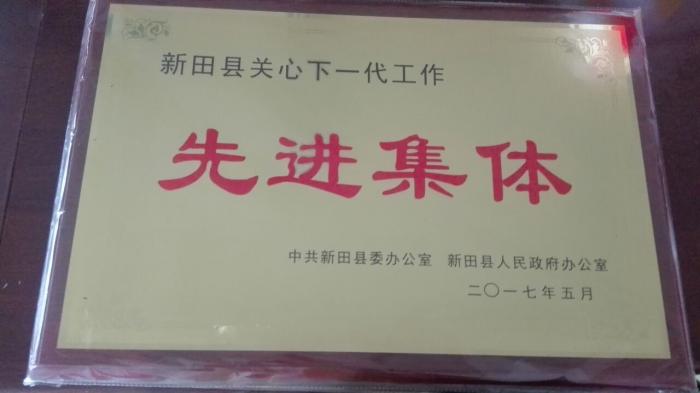 新田县关心下一代工作
先进集体
中共新田县委办公室 新田县人民政府办公室
二〇一七年五月